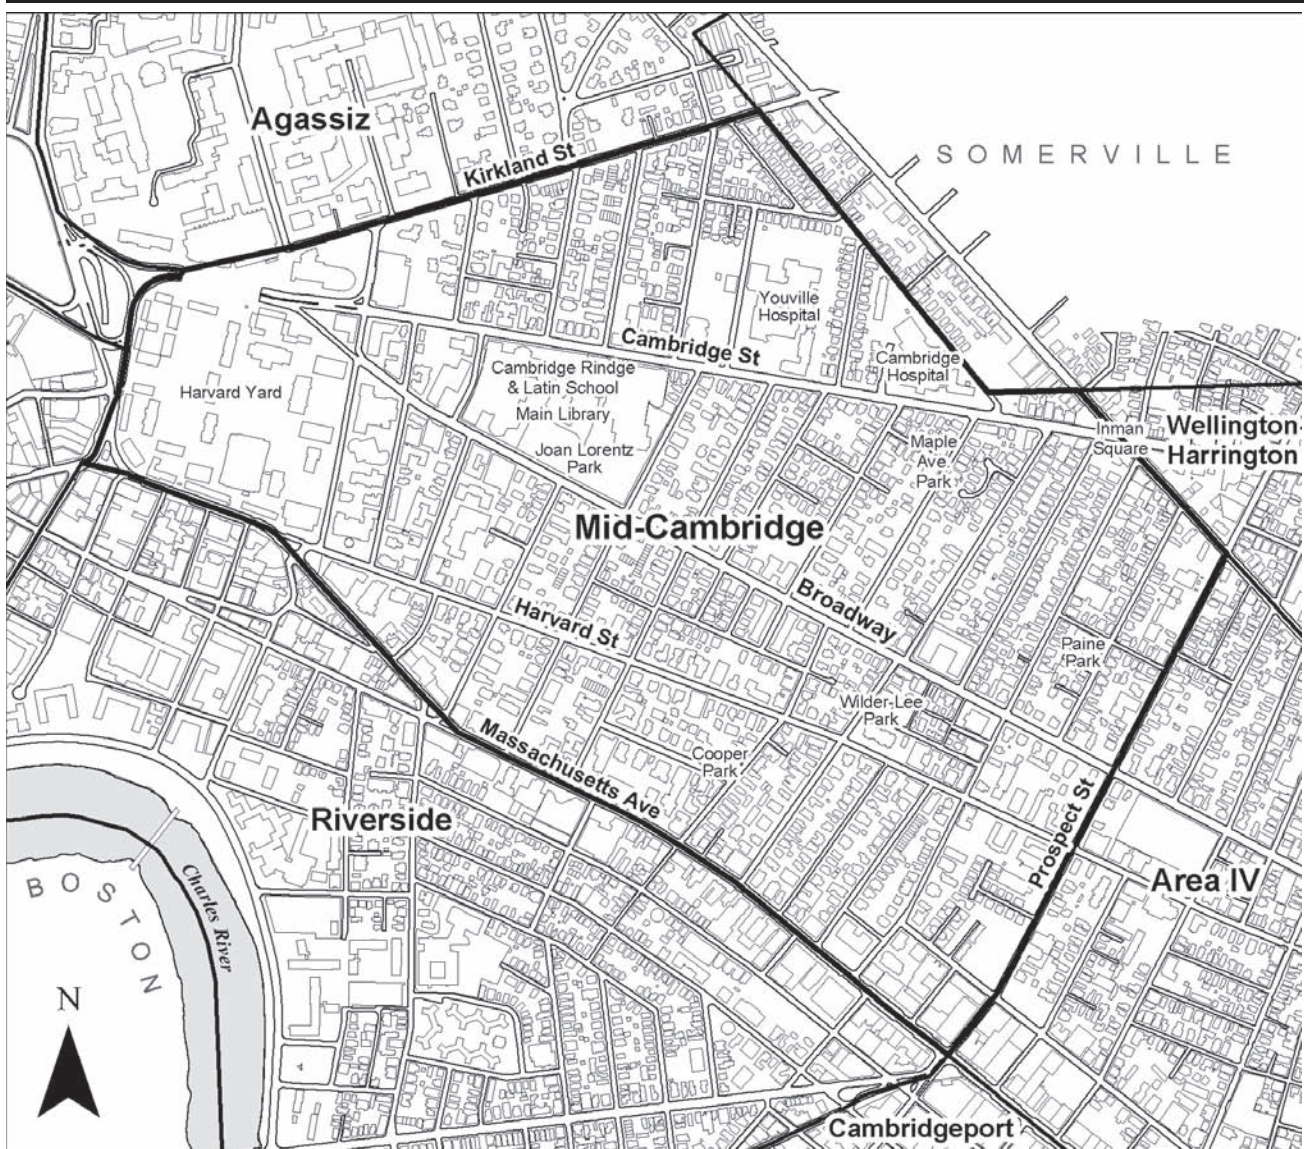 Agassiz
Kirkland St
SOMERVILLE
Youville
Hospital
Cambridge St
Cambridge
Hospital
Cambridge Rindge
& Latin School
Main Library
Joan Lorentz
Park
Harvard Yard
Maple
Ave
Park
Inman
Square
Wellington-
Harrington
Mid-Cambridge
Broadway
Harvard St
Paine
Park
Wilder-Lee
Park
Cooper
Park
Massachusetts Ave
Prospect St
Riverside
Area IV
BOSTON
Charles River
N
Cambridgeport